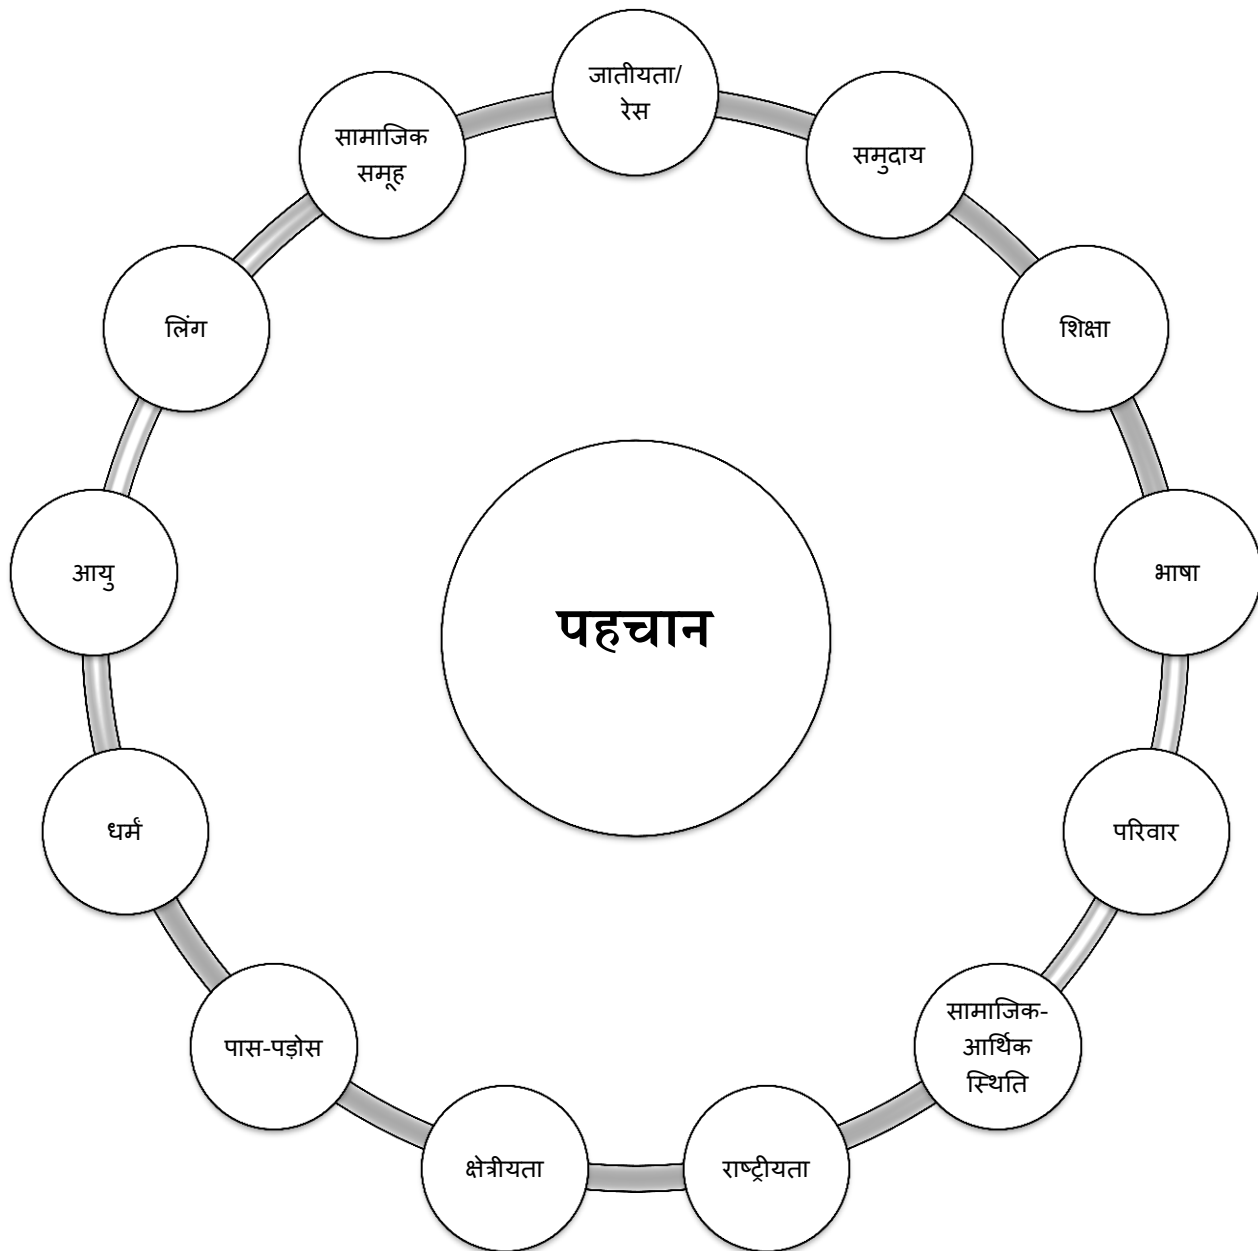 जातीयता/
रेस
समुदाय
शिक्षा
भाषा
परिवार
सामाजिक-
आर्थिक
स्थिति
राष्ट्रीयता
क्षेत्रीयता
पास-पड़ोस
धर्मं
आयु
लिंग
सामाजिक
समूह
पहचान